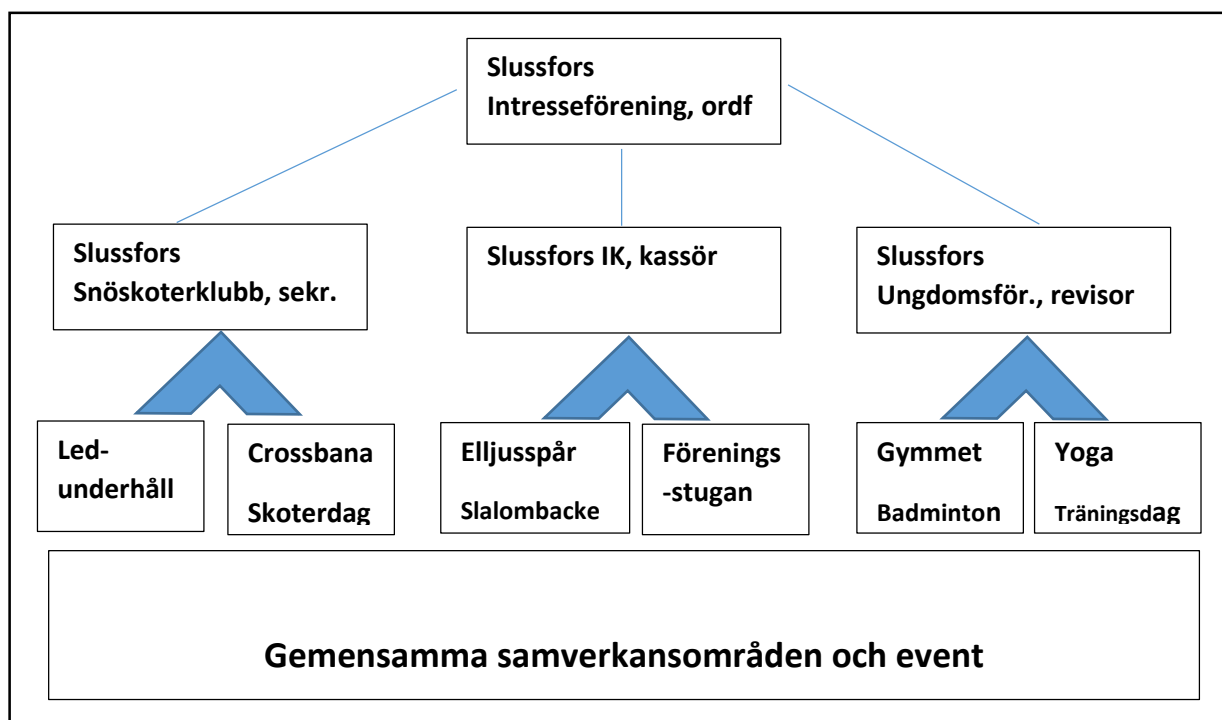 Slussfors
Intresseförening, ordf
Slussfors
Snöskoterklubb, sekr.
Slussfors IK, kassör
Slussfors
Ungdomsför., revisor
Led-
underhåll
Crossbana
Skoterdag
Elljusspår
Slalombacke
Förenings
-stugan
Gymmet
Badminton
Yoga
Träningsdag
Gemensamma samverkansområden och event